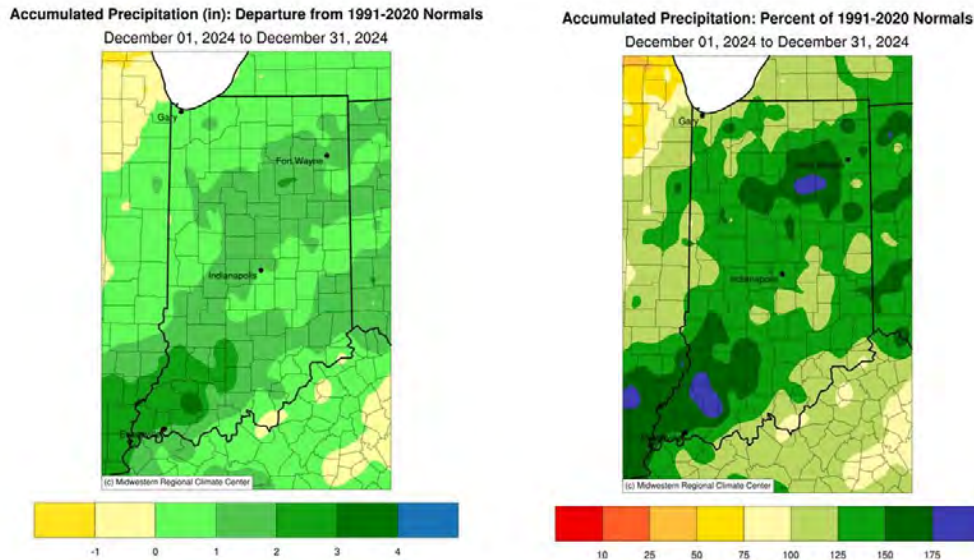 Accumulated Precipitation (in): Departure from 1991-2020 Normals
December 01, 2024 to December 31, 2024
Gary
Fort Wayne
Indianapolis
(c) Midwestern Regional Climate Center
-1 0 1 2 3 4
Accumulated Precipitation: Percent of 1991-2020 Normals
December 01, 2024 to December 31, 2024
Gary
Indianapolis
(c) Midwestern Regional Climate Center
10 25 50 75 100 125 150 175